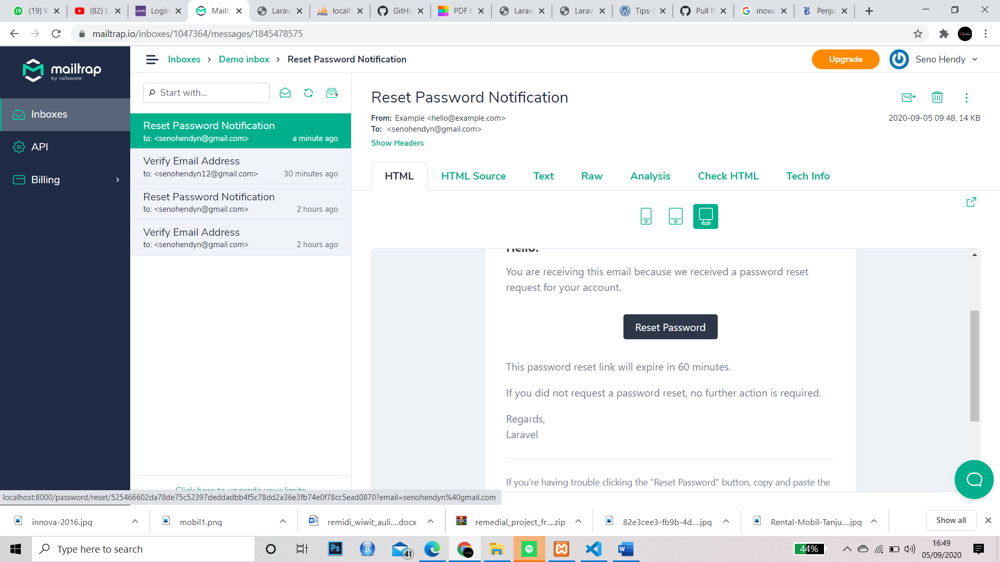 (19) W
(82) L
Login
Mailt
Larav
localh
GitHu
PDF t
Larav
Larav
Tips-
Pull R
inova
Penju
mailtrap.io/inboxes/1047364/messages/1845478575
mailtrap
by railsware
Inboxes
API
Billing
Inboxes > Demo inbox > Reset Password Notification
Upgrade
Seno Hendy
Start with...
Reset Password Notification
to: <senohendyn@gmail.com> a minute ago
Verify Email Address
to: <senohendyn12@gmail.com> 30 minutes ago
Reset Password Notification
to: <senohendyn@gmail.com> 2 hours ago
Verify Email Address
to: <senohendyn@gmail.com> 2 hours ago
Click here to upgrade your limits
Reset Password Notification
From: Example <hello@example.com>
2020-09-05 09:48, 14 KB
To: <senohendyn@gmail.com>
Show Headers
HTML HTML Source Text Raw Analysis Check HTML Tech Info
Hello!
You are receiving this email because we received a password reset
request for your account.
Reset Password
This password reset link will expire in 60 minutes.
If you did not request a password reset, no further action is required.
Regards,
Laravel
If you're having trouble clicking the "Reset Password" button, copy and paste the
localhost:8000/password/reset/525466602da78de75c52397deddadbb4f5c78dd2a36e3fb74e0f78cc5ead0870?email=senohendyn%40gmail.com
innova-2016.jpg
mobil1.png
remidi_wiwit_auli....docx
remedial_project_fr....zip
82e3cee3-fb9b-4d....jpg
Rental-Mobil-Tanju....jpg
Show all
Type here to search
41
44%
16:49
05/09/2020